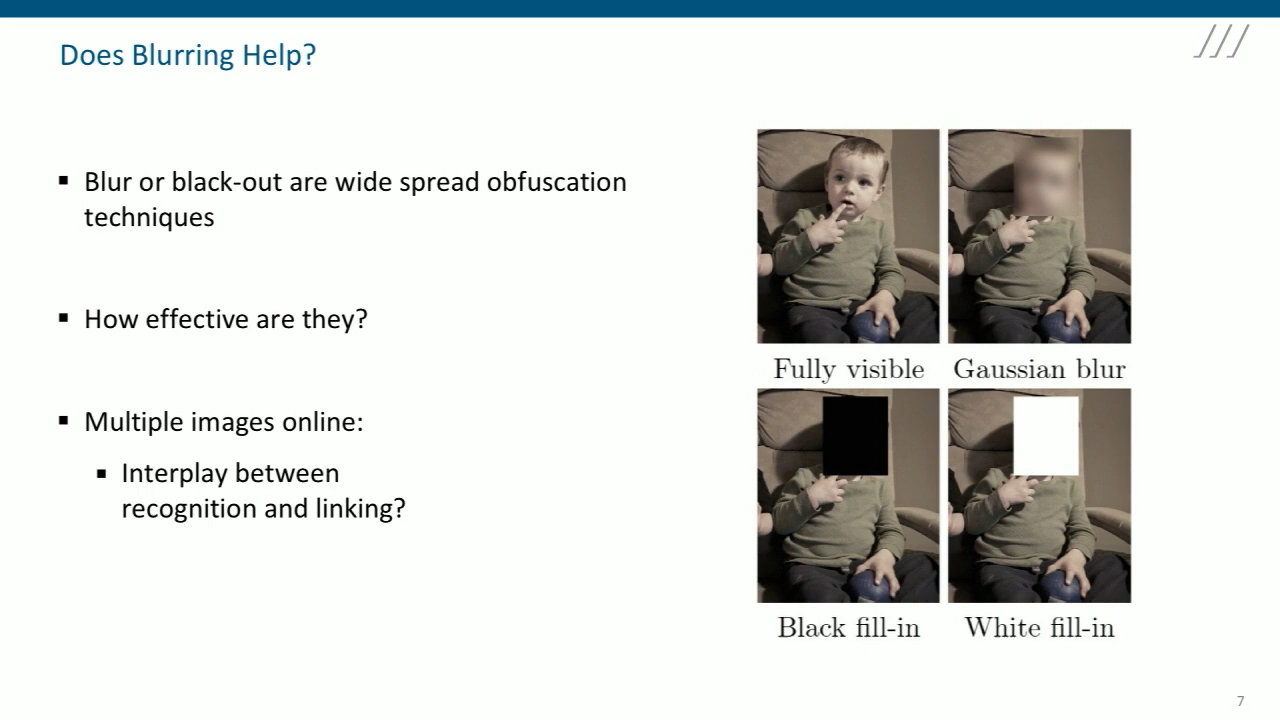 Does Blurring Help?
▪ Blur or black-out are wide spread obfuscation
techniques
▪ How effective are they?
▪ Multiple images online:
▪ Interplay between
recognition and linking?
Fully visible
Gaussian blur
Black fill-in
White fill-in
7